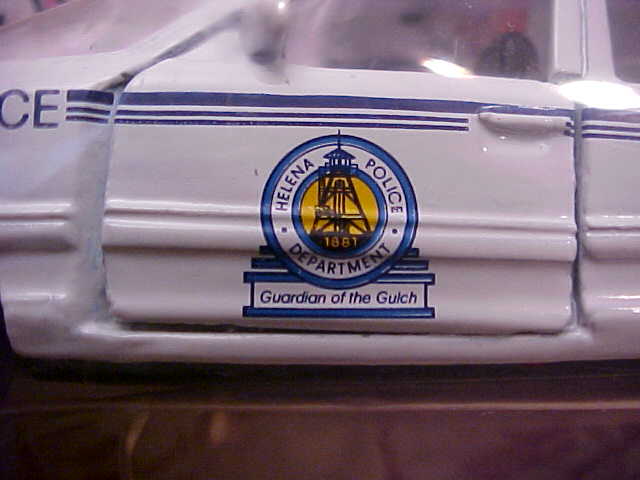 CE
HELENA POLICE
1881
DEPARTMENT
Guardian of the Gulch